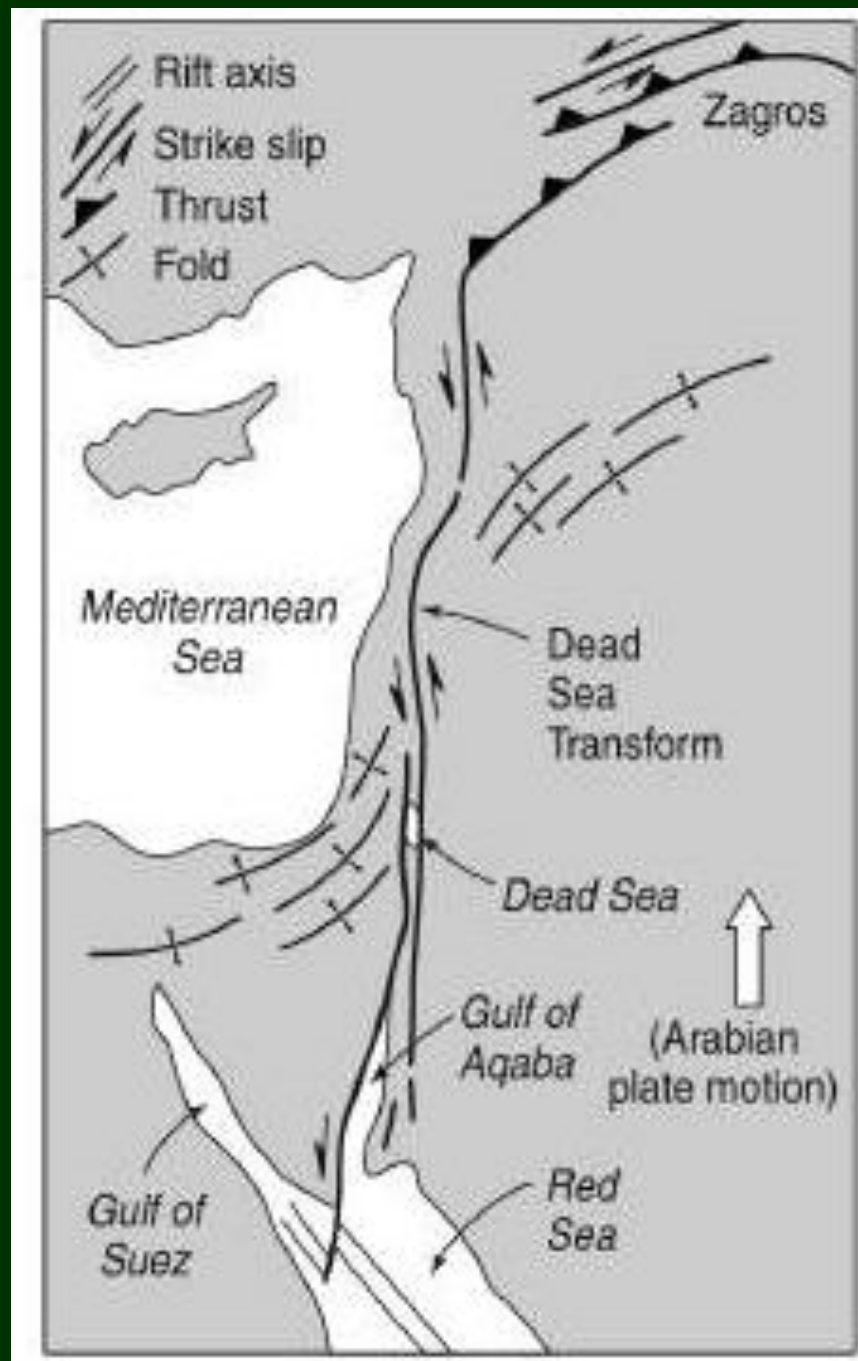 Rift axis
Strike slip
Thrust
Fold
Zagros
Mediterranean
Sea
Dead
Sea
Transform
Dead Sea
Gulf of
Aqaba
(Arabian
plate motion)
Gulf of
Suez
Red
Sea